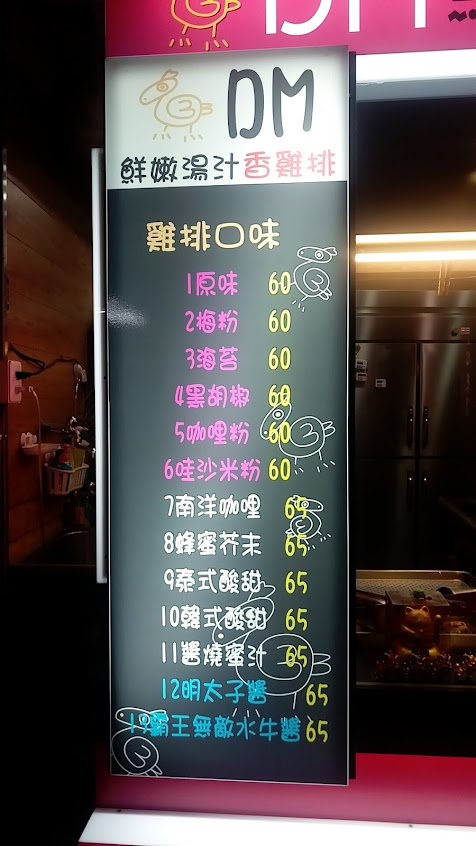 DM
DM
鮮嫩湯汁香雞排
雞排口味
1原味 60
2梅粉 60
3海苔 60
4黑胡椒 60
5咖哩粉 60
6哇沙米粉 60
7南洋咖哩 65
8蜂蜜芥末 65
9泰式酸甜 65
10韓式酸甜 65
11醬燒蜜汁 65
12明太子醬 65
13霸王無敵水牛醬 65